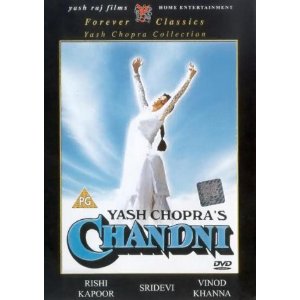 yash raj films HOME ENTERTAINMENT
Forever Classics
Yash Chopra Collection
PG
YASH CHOPRA'S
CHANDNI
DVD
RISHI KAPOOR SRIDEVI VINOD KHANNA